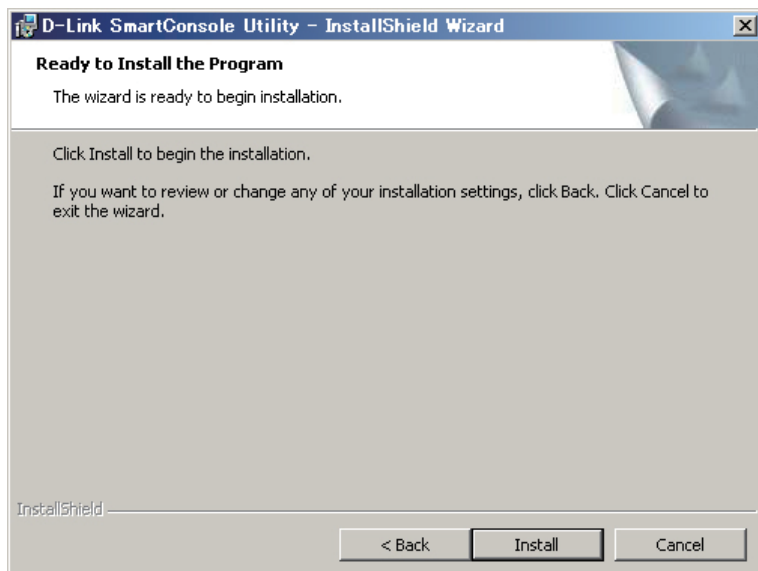 D-Link SmartConsole Utility - InstallShield Wizard
Ready to Install the Program
The wizard is ready to begin installation.
Click Install to begin the installation.
If you want to review or change any of your installation settings, click Back. Click Cancel to
exit the wizard.
InstallShield
< Back
Install
Cancel